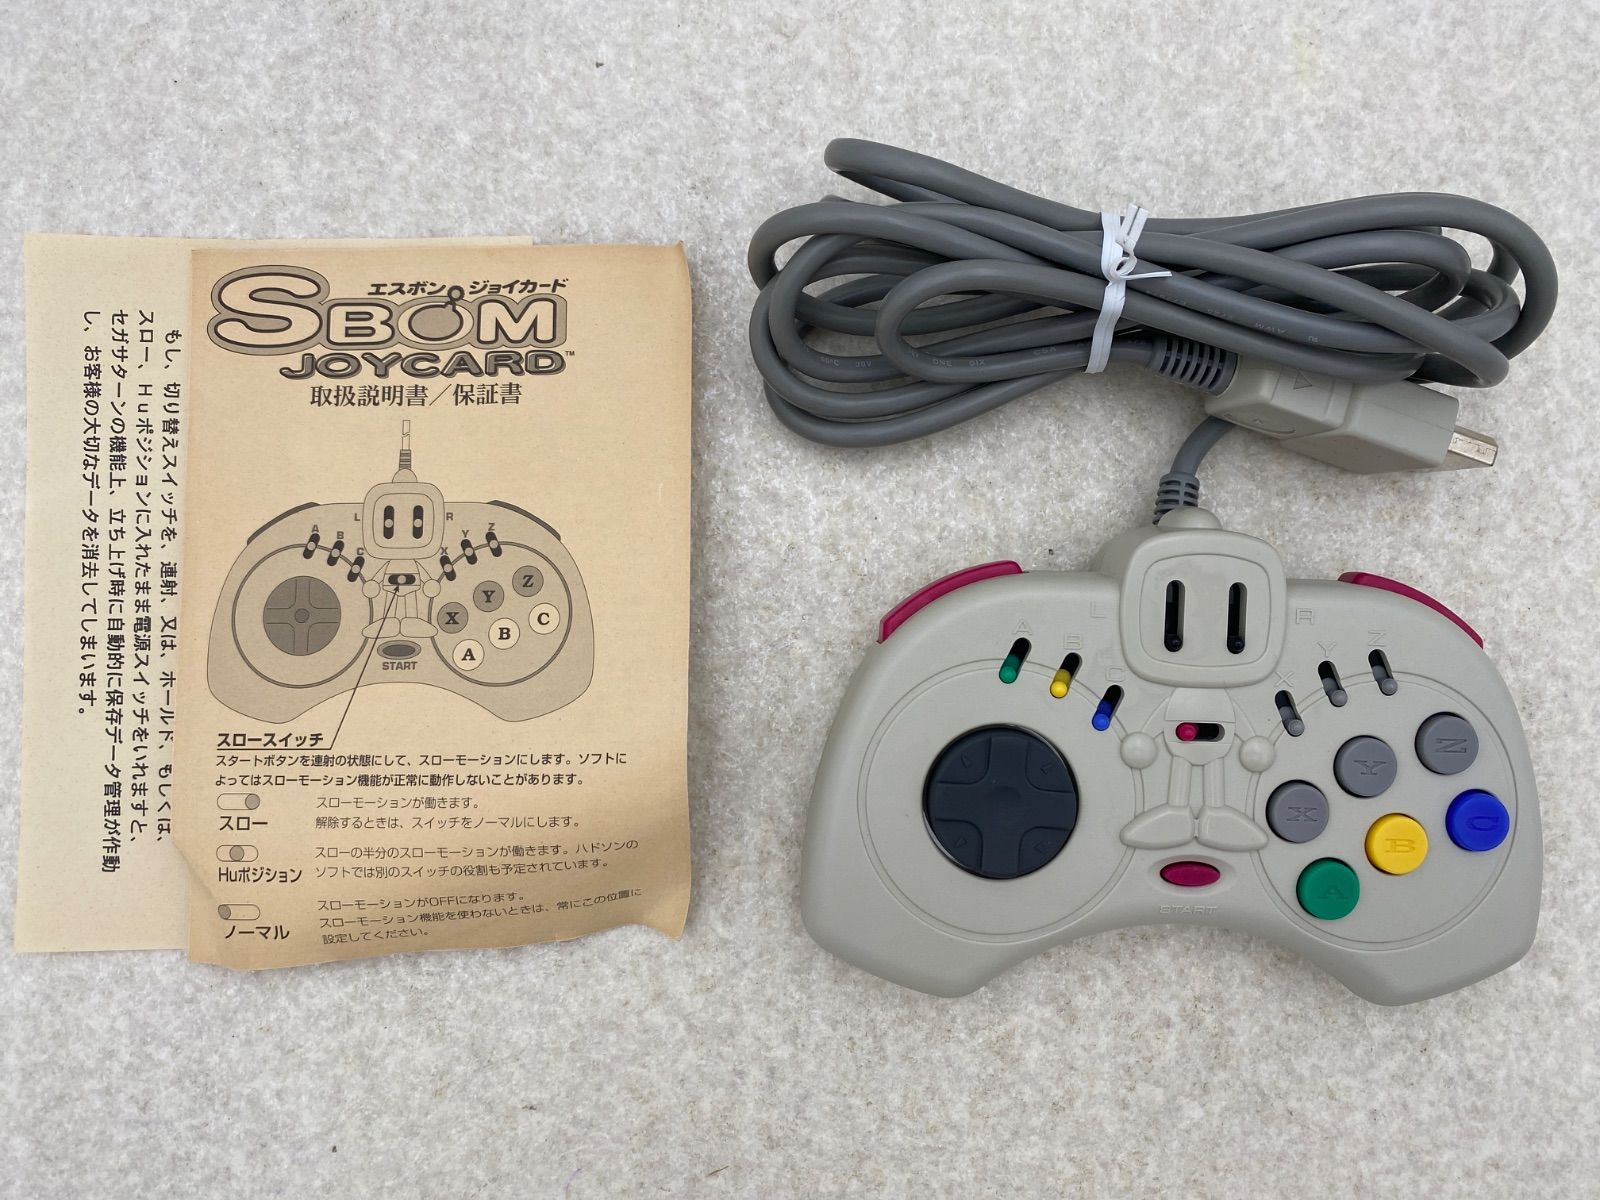 もし、切り替えスイッチを、連射、又は、ホールド、もしくは、
スロー、Huポジションに入れたまま電源スイッチをいれますと、
セガサターンの機能上、立ち上げ時に自動的に保存データ管理が作動
し、お客様の大切なデータを消去してしまいます。
エスボン ジョイカード
SBOM
JOYCARD™
取扱説明書／保証書
L R
A B C X Y Z
Z
Y
X
C
B
A
START
スロースイッチ
スタートボタンを連射の状態にして、スローモーションにします。ソフトに
よってはスローモーション機能が正常に動作しないことがあります。
スロー
スローモーションが働きます。
解除するときは、スイッチをノーマルにします。
Huポジション
スローの半分のスローモーションが働きます。ハドソンの
ソフトでは別のスイッチの役割も予定されています。
ノーマル
スローモーションがOFFになります。
スローモーション機能を使わないときは、常にこの位置に
設定してください。
L R
A B C X Y Z
Z
Y
X
C
B
A
START